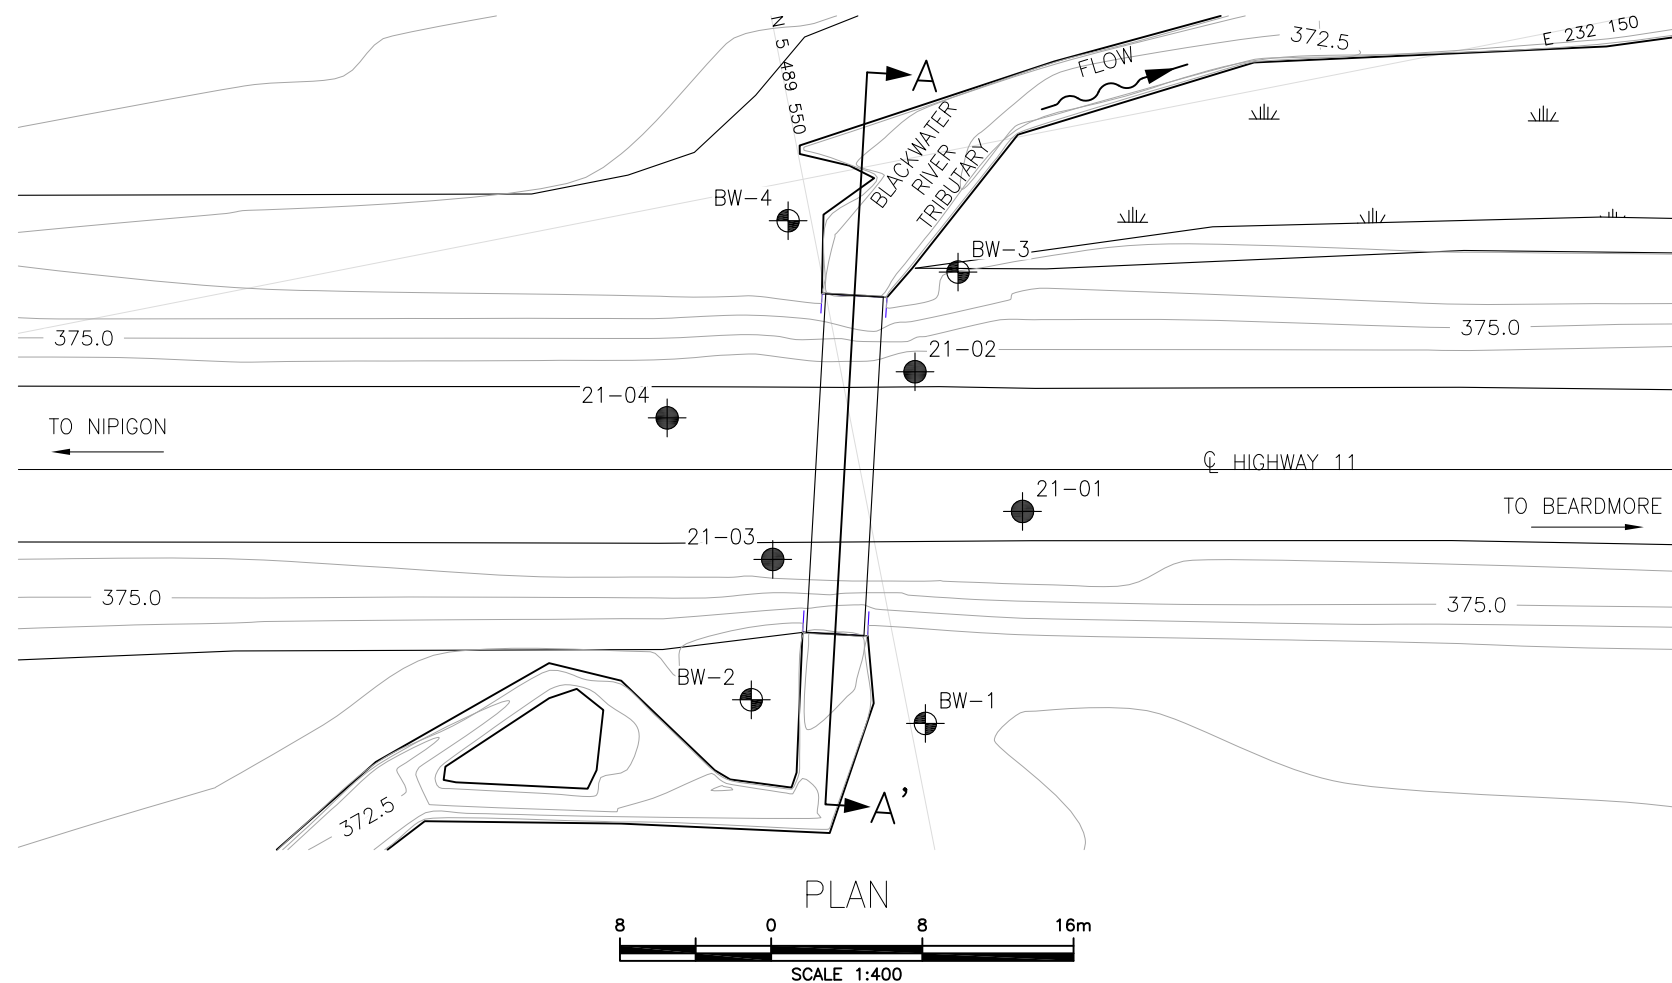 N 5 489 550
372.5
E 232 150
FLOW
A
BLACKWATER
RIVER
TRIBUTARY
BW-4
BW-3
375.0
375.0
21-02
21-04
TO NIPIGON
℄ HIGHWAY 11
21-01
TO BEARDMORE
21-03
375.0
375.0
BW-2
BW-1
372.5
A'
PLAN
8 0 8 16m
SCALE 1:400